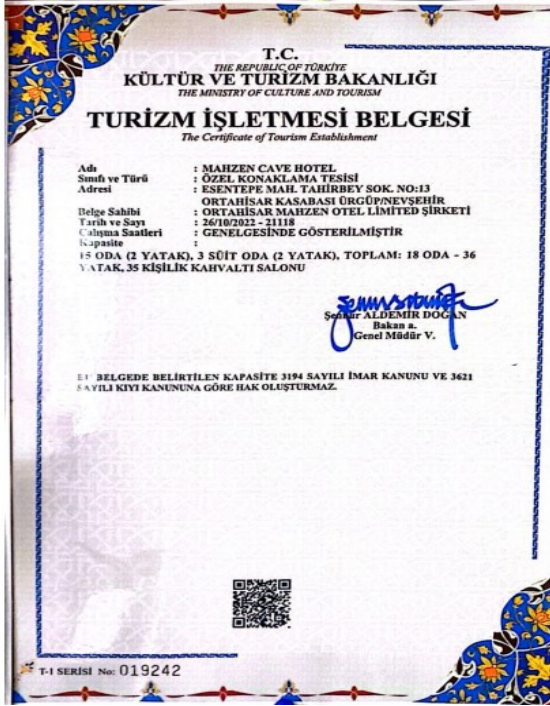 T.C.
THE REPUBLIC OF TÜRKİYE
KÜLTÜR VE TURİZM BAKANLIĞI
THE MINISTRY OF CULTURE AND TOURISM
TURİZM İŞLETMESİ BELGESİ
The Certificate of Tourism Establishment
Adı : MAHZEN CAVE HOTEL
Sınıfı ve Türü : ÖZEL KONAKLAMA TESİSİ
Adresi : ESENTEPE MAH. TAHİRBEY SOK. NO:13
ORTAHİSAR KASABASI ÜRGÜP/NEVŞEHİR
Belge Sahibi : ORTAHİSAR MAHZEN OTEL LİMİTED ŞİRKETİ
Tarih ve Sayı : 26/10/2022 - 21118
Çalışma Saatleri : GENELGESİNDE GÖSTERİLMİŞTİR
Kapasite :
15 ODA (2 YATAK), 3 SÜİT ODA (2 YATAK), TOPLAM: 18 ODA - 36
YATAK, 35 KİŞİLİK KAHVALTI SALONU
ALDEMİR DOĞAN
Bakan a.
Genel Müdür V.
BU BELGEDE BELİRTİLEN KAPASİTE 3194 SAYILI İMAR KANUNU VE 3621
SAYILI KIYI KANUNUNA GÖRE HAK OLUŞTURMAZ.
T-1 SERİSİ No: 019242